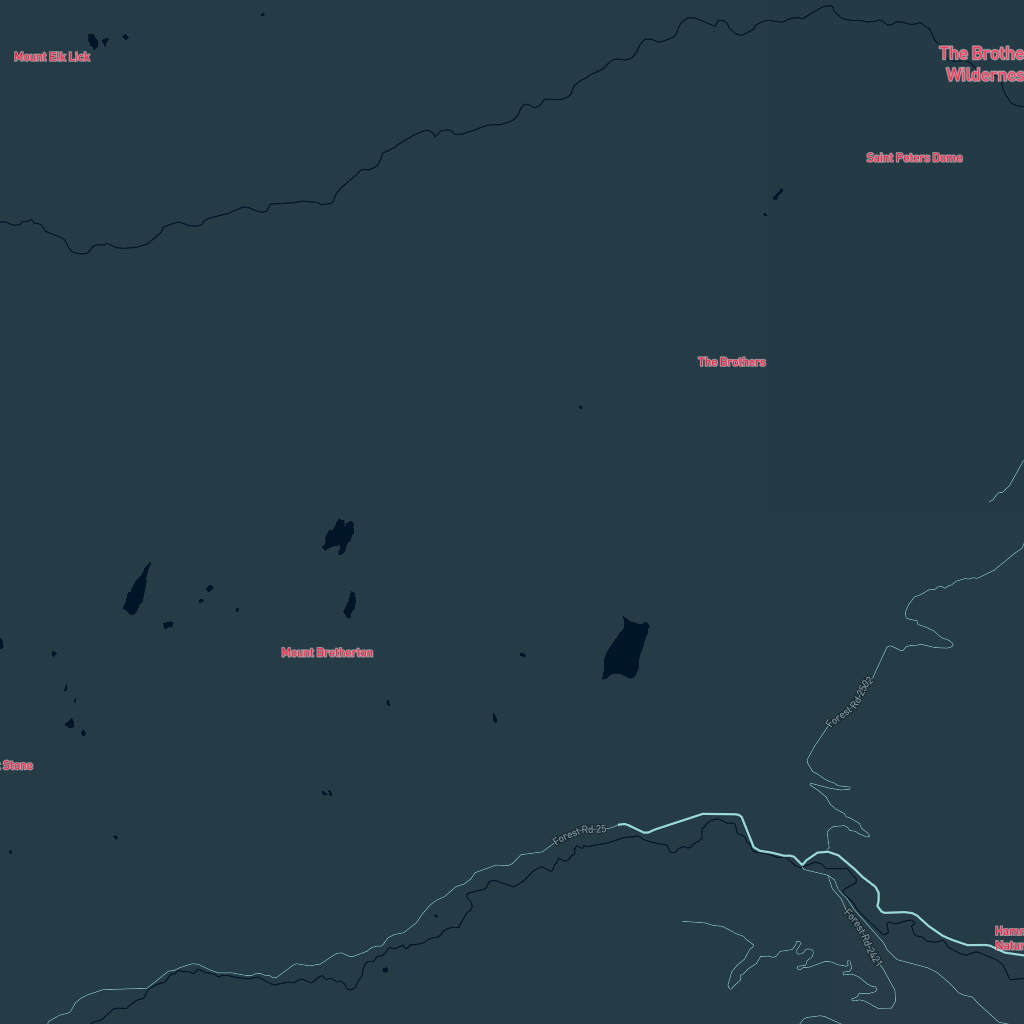 Mount Elk Lick
The Brothe
Wildernes
Saint Peters Dome
The Brothers
Mount Brotherton
Forest Rd 2502
Stone
Forest Rd 25
Forest Rd 2421
Hamm
Natur